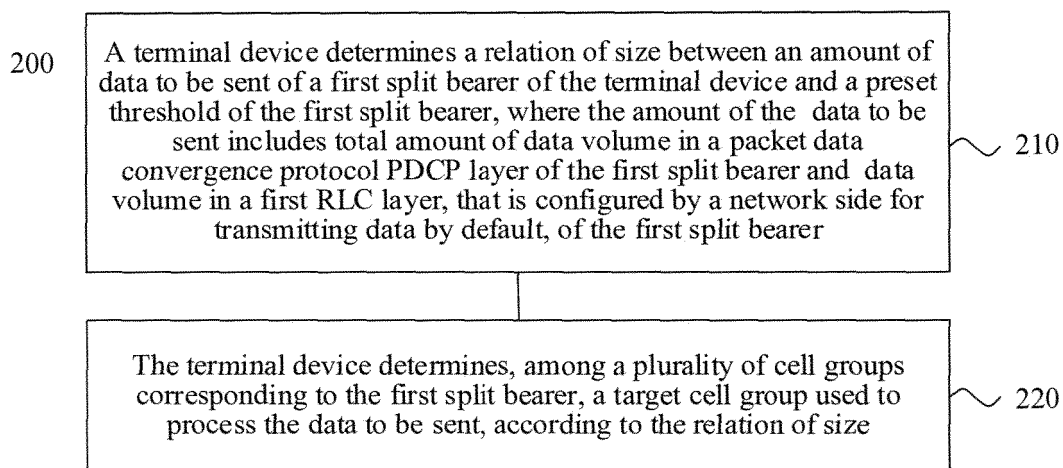 200
A terminal device determines a relation of size between an amount of
data to be sent of a first split bearer of the terminal device and a preset
threshold of the first split bearer, where the amount of the data to be
sent includes total amount of data volume in a packet data
convergence protocol PDCP layer of the first split bearer and data
volume in a first RLC layer, that is configured by a network side for
transmitting data by default, of the first split bearer
210
The terminal device determines, among a plurality of cell groups
corresponding to the first split bearer, a target cell group used to
process the data to be sent, according to the relation of size
220